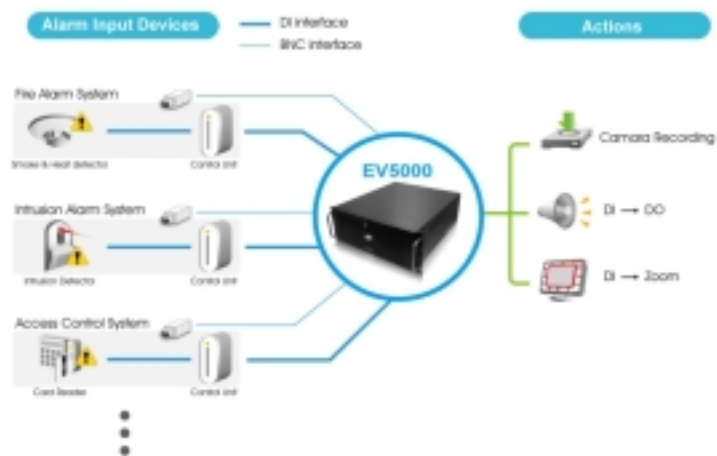 Alarm Input Devices
DI interface
BNC interface
Actions
Fire Alarm System
Smoke & Heat detector
Control Unit
Intrusion Alarm System
Intrusion Detector
Control Unit
Access Control System
Card Reader
Control Unit
EV5000
Camara Recording
DI → DO
DI → Zoom